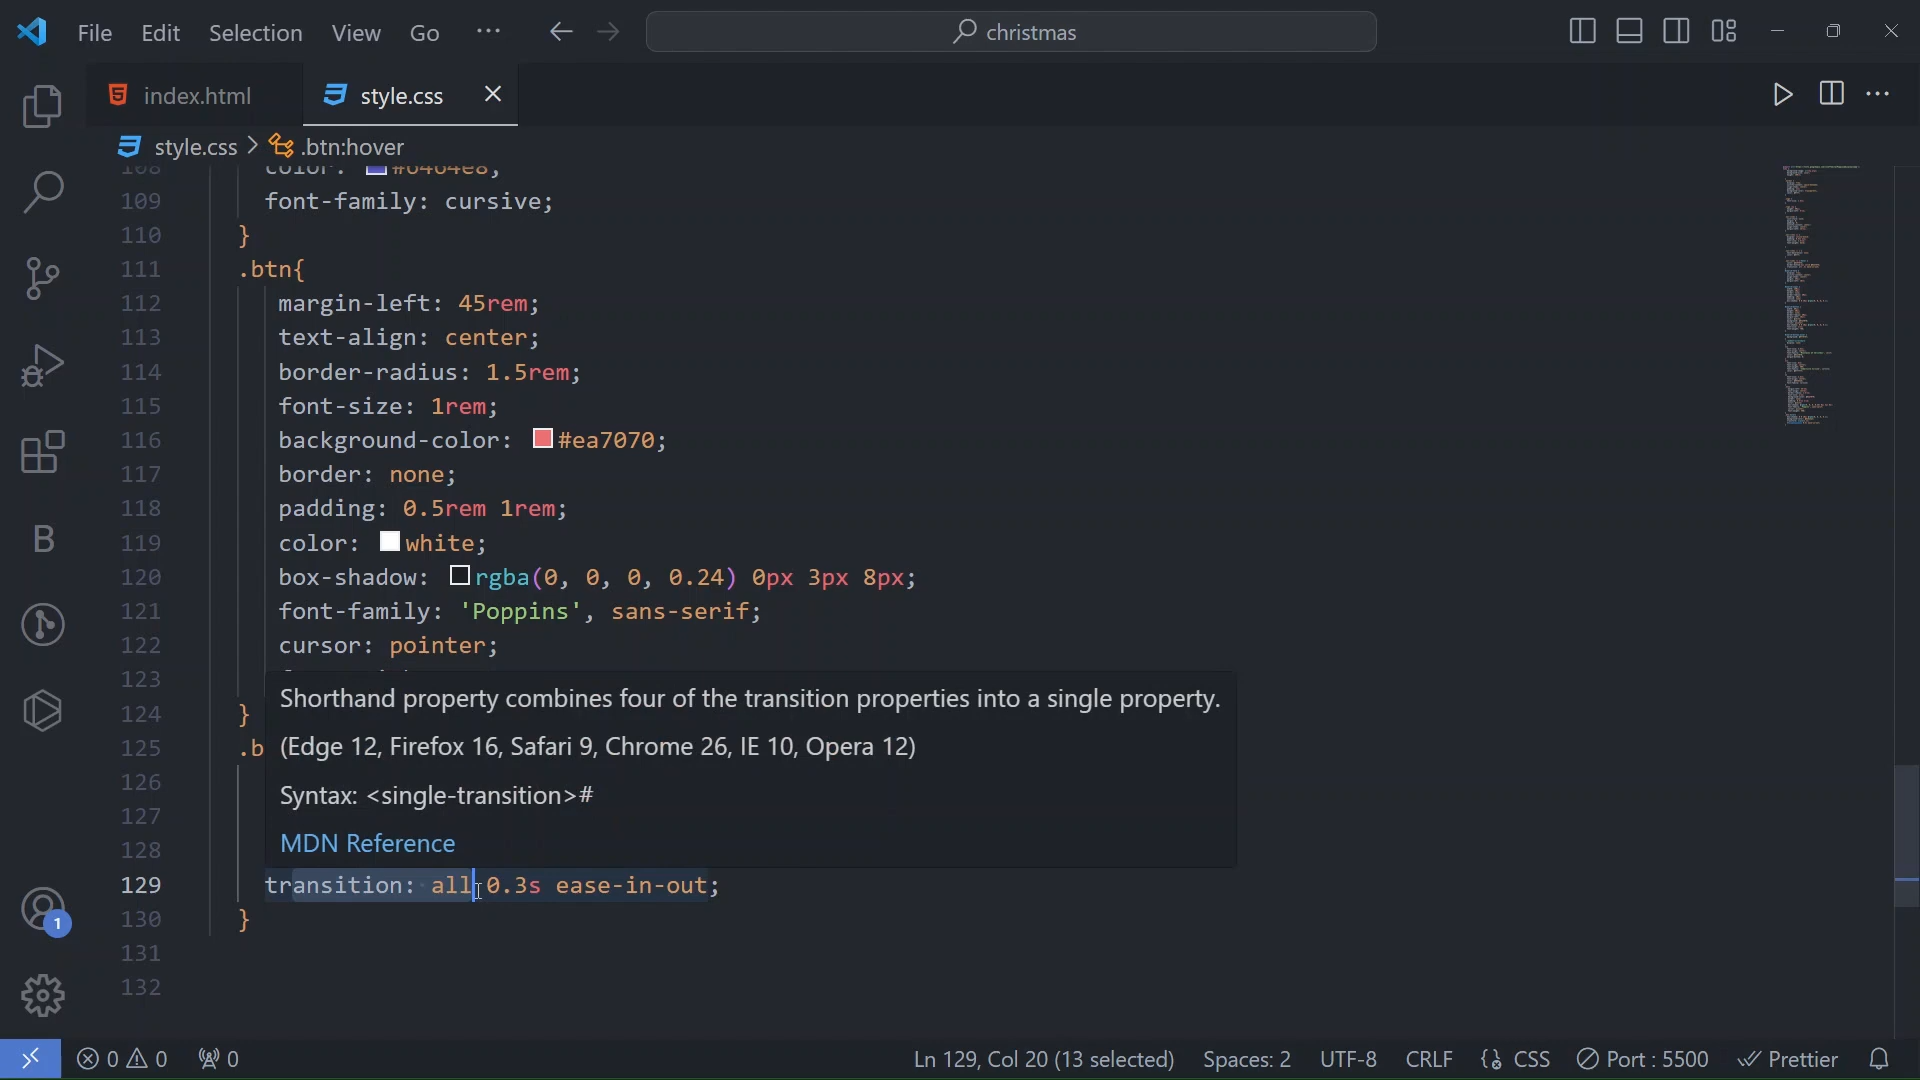 File Edit Selection View Go ··· christmas
index.html style.css
style.css > .btn:hover
109 font-family: cursive;
110 }
111 .btn{
112 margin-left: 45rem;
113 text-align: center;
114 border-radius: 1.5rem;
115 font-size: 1rem;
116 background-color: #ea7070;
117 border: none;
118 padding: 0.5rem 1rem;
119 color: white;
120 box-shadow: rgba(0, 0, 0, 0.24) 0px 3px 8px;
121 font-family: 'Poppins', sans-serif;
122 cursor: pointer;
123
Shorthand property combines four of the transition properties into a single property.
124 }
125 .b
(Edge 12, Firefox 16, Safari 9, Chrome 26, IE 10, Opera 12)
126
Syntax: <single-transition>#
127
128
MDN Reference
129 transition: all 0.3s ease-in-out;
130 }
131
132
B
1
0 0 0 Ln 129, Col 20 (13 selected) Spaces: 2 UTF-8 CRLF CSS Port : 5500 Prettier